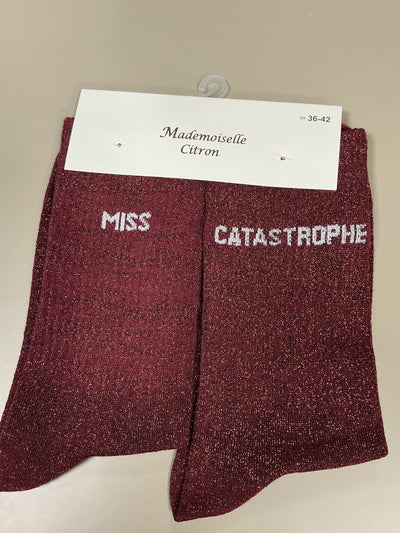 Mademoiselle
Citron
36-42
MISS
CATASTROPHE